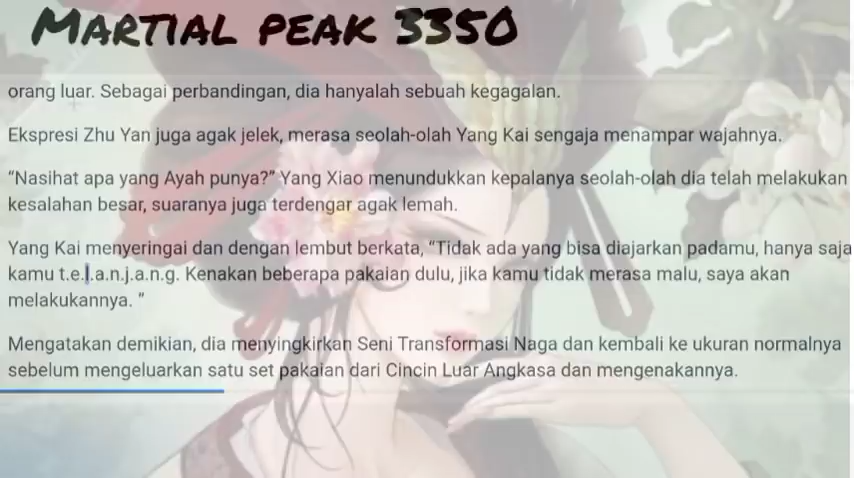 MARTIAL PEAK 3350
orang luar. Sebagai perbandingan, dia hanyalah sebuah kegagalan.
Ekspresi Zhu Yan juga agak jelek, merasa seolah-olah Yang Kai sengaja menampar wajahnya.
“Nasihat apa yang Ayah punya?” Yang Xiao menundukkan kepalanya seolah-olah dia telah melakukan
kesalahan besar, suaranya juga terdengar agak lemah.
Yang Kai menyeringai dan dengan lembut berkata, “Tidak ada yang bisa diajarkan padamu, hanya saja
kamu t.e.l.a.n.j.a.n.g. Kenakan beberapa pakaian dulu, jika kamu tidak merasa malu, saya akan
melakukannya. ”
Mengatakan demikian, dia menyingkirkan Seni Transformasi Naga dan kembali ke ukuran normalnya
sebelum mengeluarkan satu set pakaian dari Cincin Luar Angkasa dan mengenakannya.